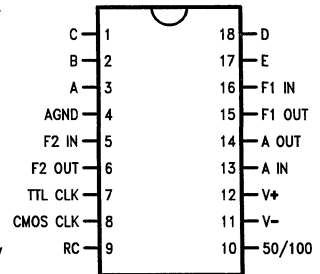 C 1 18 D
B 2 17 E
A 3 16 F1 IN
AGND 4 15 F1 OUT
F2 IN 5 14 A OUT
F2 OUT 6 13 A IN
TTL CLK 7 12 V+
CMOS CLK 8 11 V-
RC 9 10 50/100